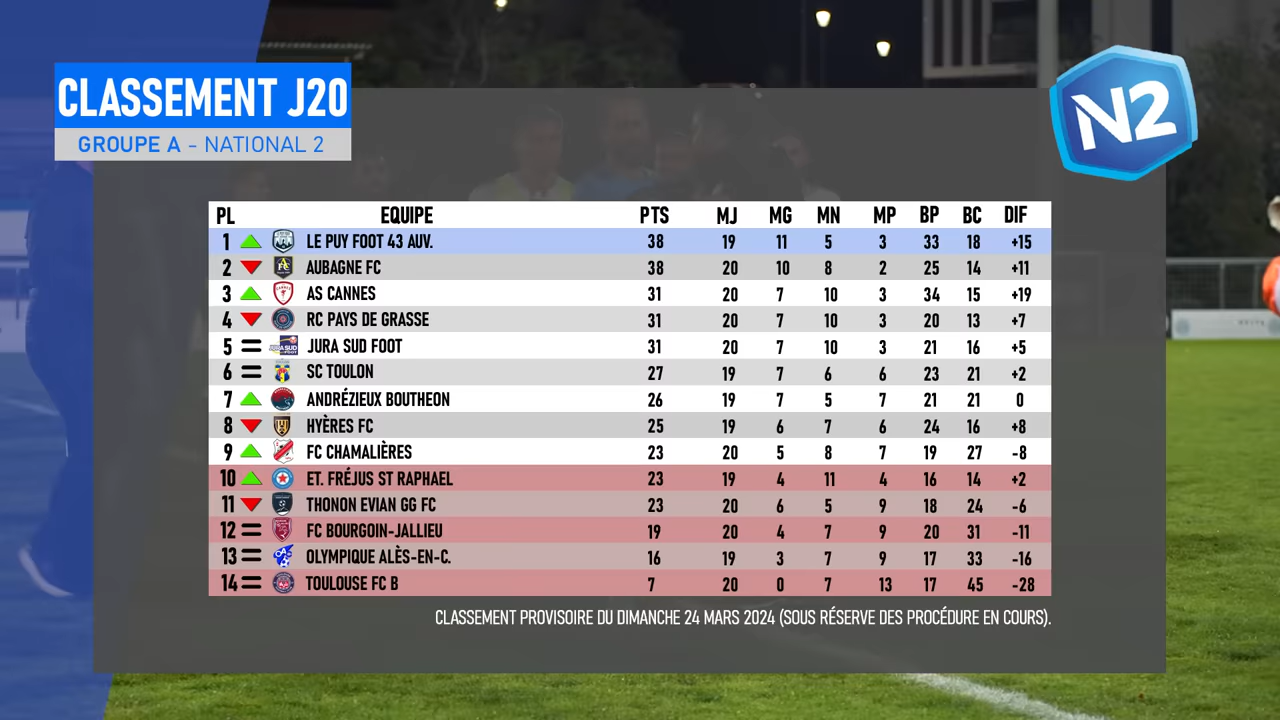 CLASSEMENT J20
GROUPE A - NATIONAL 2
N2
PL EQUIPE PTS MJ MG MN MP BP BC DIF
1 LE PUY FOOT 43 AUV. 38 19 11 5 3 33 18 +15
2 AUBAGNE FC 38 20 10 8 2 25 14 +11
3 AS CANNES 31 20 7 10 3 34 15 +19
4 RC PAYS DE GRASSE 31 20 7 10 3 20 13 +7
5 = JURA SUD FOOT 31 20 7 10 3 21 16 +5
6 = SC TOULON 27 19 7 6 6 23 21 +2
7 ANDRÉZIEUX BOUTHEON 26 19 7 5 7 21 21 0
8 HYÈRES FC 25 19 6 7 6 24 16 +8
9 FC CHAMALIÈRES 23 20 5 8 7 19 27 -8
10 ET. FRÉJUS ST RAPHAEL 23 19 4 11 4 16 14 +2
11 THONON EVIAN GG FC 23 20 6 5 9 18 24 -6
12 = FC BOURGOIN-JALLIEU 19 20 4 7 9 20 31 -11
13 = OLYMPIQUE ALÈS-EN-C. 16 19 3 7 9 17 33 -16
14 = TOULOUSE FC B 7 20 0 7 13 17 45 -28
CLASSEMENT PROVISOIRE DU DIMANCHE 24 MARS 2024 (SOUS RÉSERVE DES PROCÉDURE EN COURS).